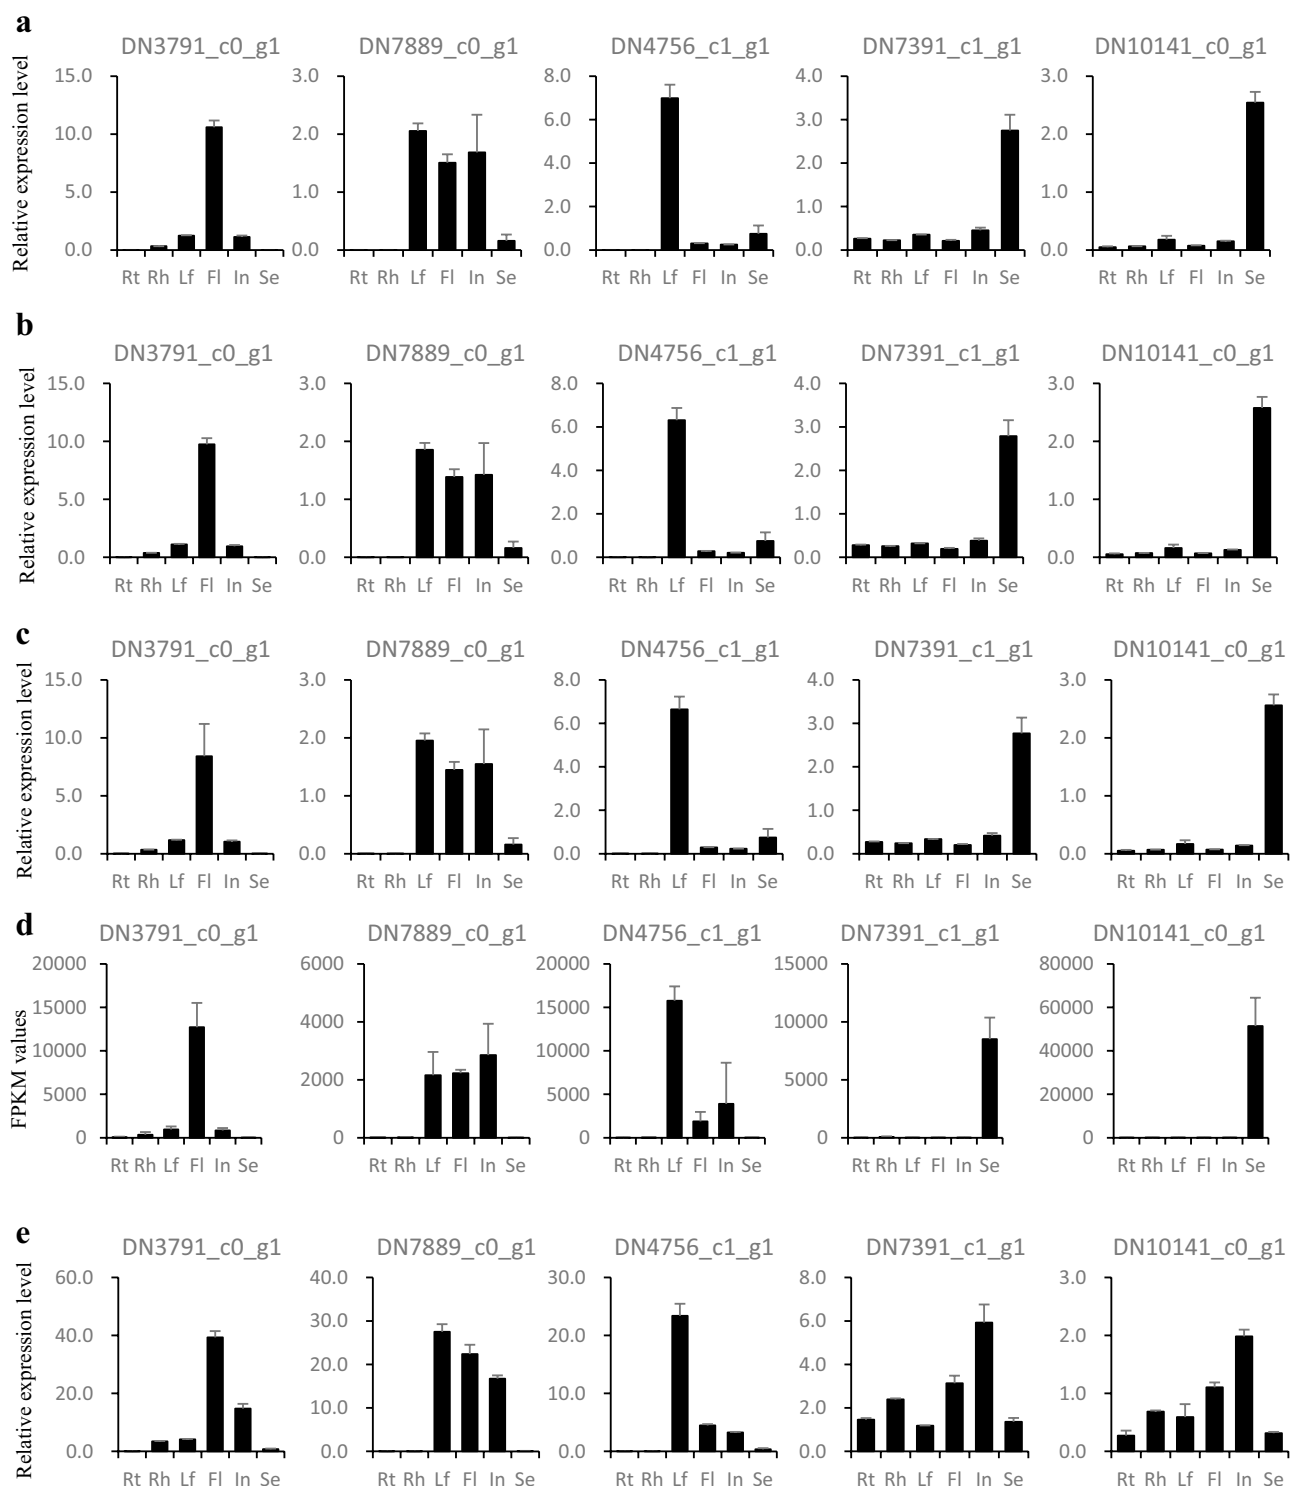 a
DN3791_c0_g1 DN7889_c0_g1 DN4756_c1_g1 DN7391_c1_g1 DN10141_c0_g1
Relative expression level
15.0 3.0 8.0 4.0 3.0
10.0 2.0 6.0 3.0 2.0
5.0 1.0 4.0 2.0 1.0
0.0 0.0 2.0 1.0 0.0
0.0 0.0
Rt Rh Lf Fl In Se Rt Rh Lf Fl In Se Rt Rh Lf Fl In Se Rt Rh Lf Fl In Se Rt Rh Lf Fl In Se
b
DN3791_c0_g1 DN7889_c0_g1 DN4756_c1_g1 DN7391_c1_g1 DN10141_c0_g1
Relative expression level
15.0 3.0 8.0 4.0 3.0
10.0 2.0 6.0 3.0 2.0
5.0 1.0 4.0 2.0 1.0
0.0 0.0 2.0 1.0 0.0
0.0 0.0
Rt Rh Lf Fl In Se Rt Rh Lf Fl In Se Rt Rh Lf Fl In Se Rt Rh Lf Fl In Se Rt Rh Lf Fl In Se
c
DN3791_c0_g1 DN7889_c0_g1 DN4756_c1_g1 DN7391_c1_g1 DN10141_c0_g1
Relative expression level
15.0 3.0 8.0 4.0 3.0
10.0 2.0 6.0 3.0 2.0
5.0 1.0 4.0 2.0 1.0
0.0 0.0 2.0 1.0 0.0
0.0 0.0
Rt Rh Lf Fl In Se Rt Rh Lf Fl In Se Rt Rh Lf Fl In Se Rt Rh Lf Fl In Se Rt Rh Lf Fl In Se
d
DN3791_c0_g1 DN7889_c0_g1 DN4756_c1_g1 DN7391_c1_g1 DN10141_c0_g1
FPKM values
20000 6000 20000 15000 80000
15000 4000 15000 10000 60000
10000 2000 10000 5000 40000
5000 0 5000 0 20000
0 0 0
Rt Rh Lf Fl In Se Rt Rh Lf Fl In Se Rt Rh Lf Fl In Se Rt Rh Lf Fl In Se Rt Rh Lf Fl In Se
e
DN3791_c0_g1 DN7889_c0_g1 DN4756_c1_g1 DN7391_c1_g1 DN10141_c0_g1
Relative expression level
60.0 40.0 30.0 8.0 3.0
40.0 30.0 20.0 6.0 2.0
20.0 20.0 10.0 4.0 1.0
0.0 10.0 0.0 2.0 0.0
0.0 0.0
Rt Rh Lf Fl In Se Rt Rh Lf Fl In Se Rt Rh Lf Fl In Se Rt Rh Lf Fl In Se Rt Rh Lf Fl In Se